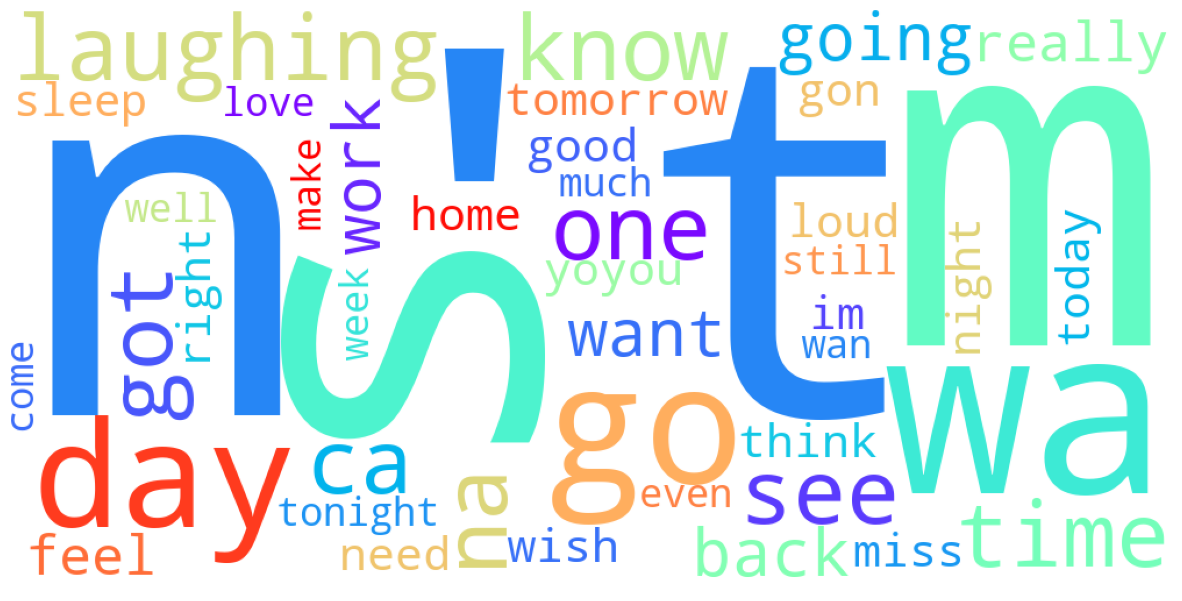 laughing know going really
sleep love tomorrow gon
n't m
make work good
much
well home one loud
right s still
got yoyou night today
week want im
come wan
day go wa
ca think
na even see
tonight
feel need wish back miss time